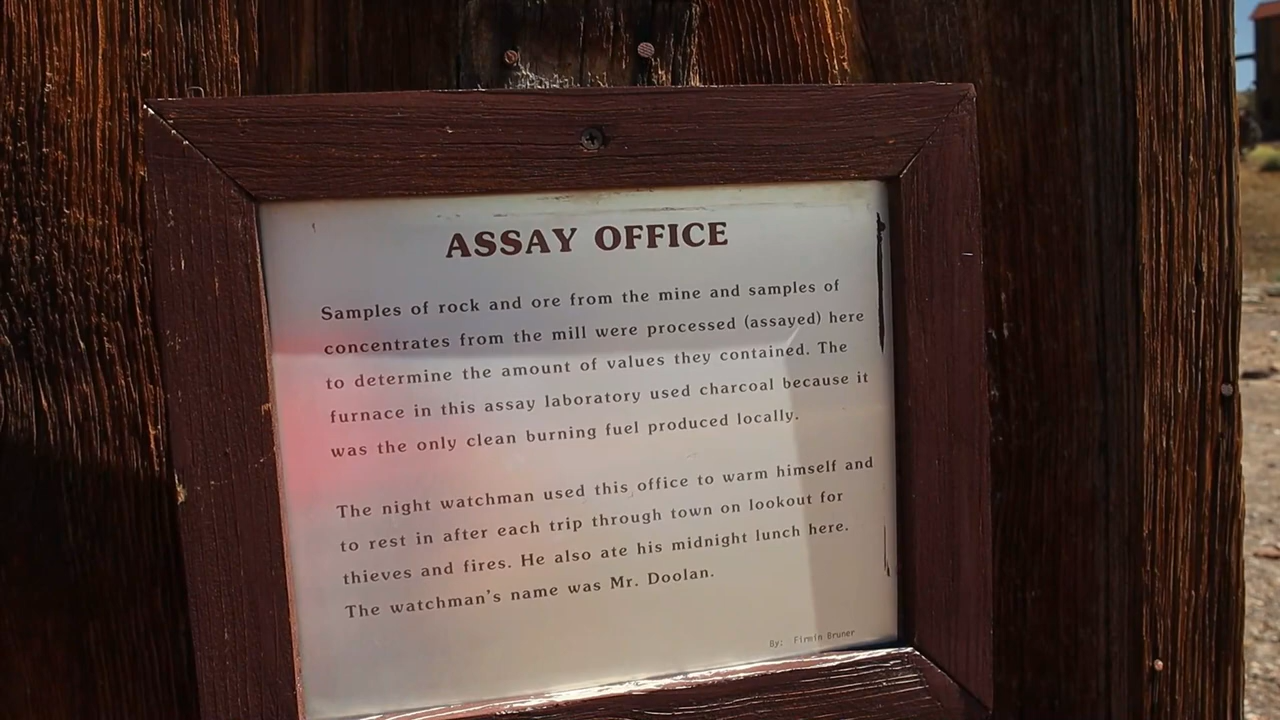 ASSAY OFFICE
Samples of rock and ore from the mine and samples of
concentrates from the mill were processed (assayed) here
to determine the amount of values they contained. The
furnace in this assay laboratory used charcoal because it
was the only clean burning fuel produced locally.
The night watchman used this office to warm himself and
to rest in after each trip through town on lookout for
thieves and fires. He also ate his midnight lunch here.
The watchman's name was Mr. Doolan.
By: Firmin Bruner